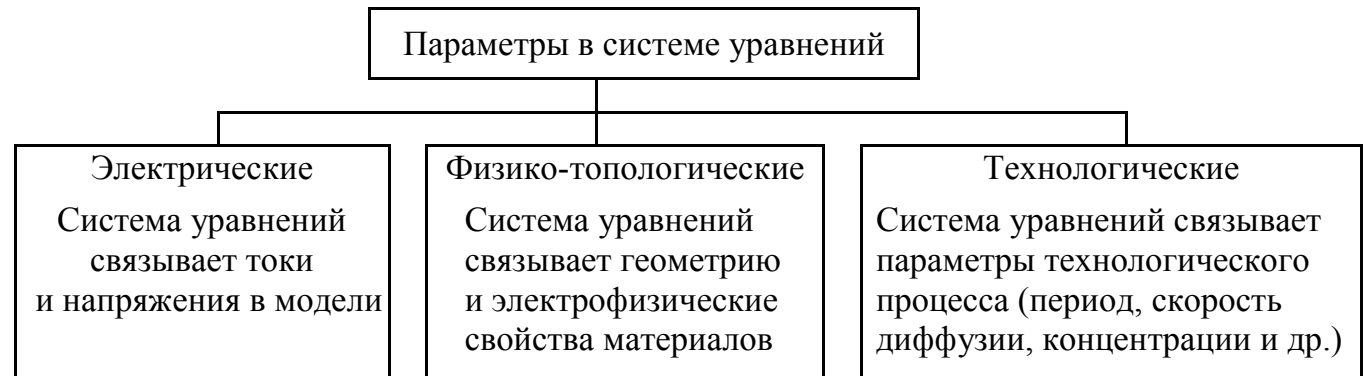 Параметры в системе уравнений
Электрические
Система уравнений
связывает токи
и напряжения в модели
Физико-топологические
Система уравнений
связывает геометрию
и электрофизические
свойства материалов
Технологические
Система уравнений связывает
параметры технологического
процесса (период, скорость
диффузии, концентрации и др.)